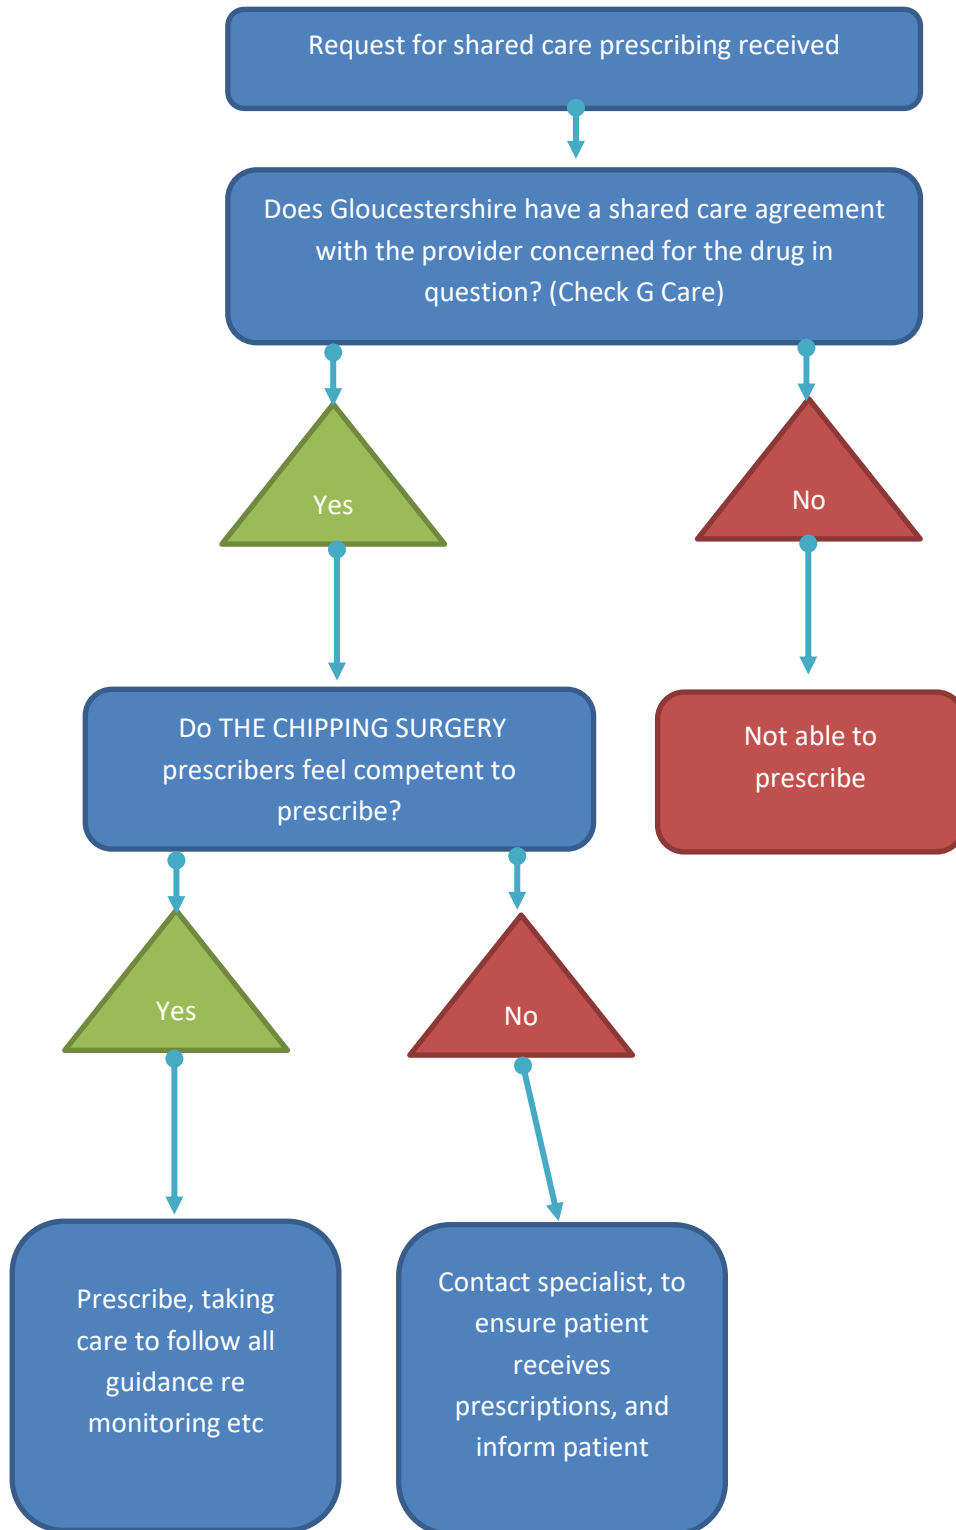 Request for shared care prescribing received
Does Gloucestershire have a shared care agreement
with the provider concerned for the drug in
question? (Check G Care)
Yes
No
Do THE CHIPPING SURGERY
prescribers feel competent to
prescribe?
Not able to
prescribe
Yes
No
Prescribe, taking
care to follow all
guidance re
monitoring etc
Contact specialist, to
ensure patient
receives
prescriptions, and
inform patient